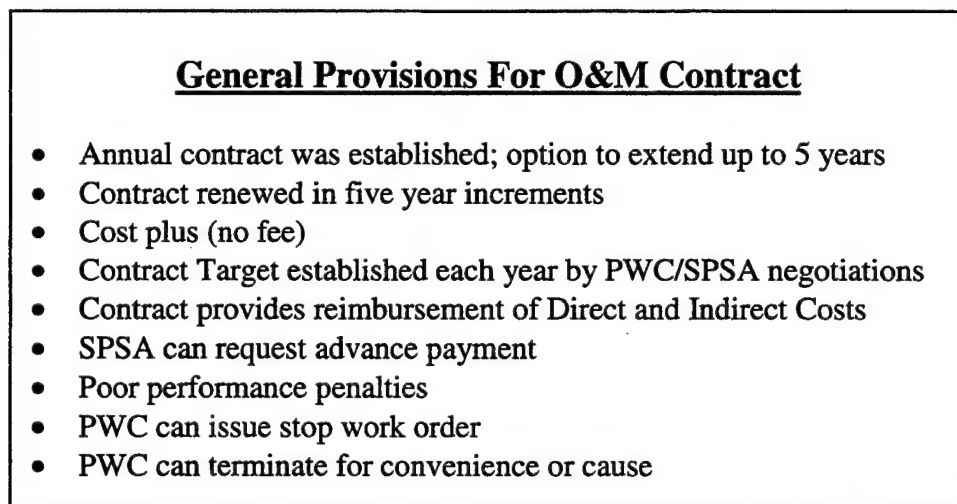 General Provisions For O&M Contract
• Annual contract was established; option to extend up to 5 years
• Contract renewed in five year increments
• Cost plus (no fee)
• Contract Target established each year by PWC/SPSA negotiations
• Contract provides reimbursement of Direct and Indirect Costs
• SPSA can request advance payment
• Poor performance penalties
• PWC can issue stop work order
• PWC can terminate for convenience or cause